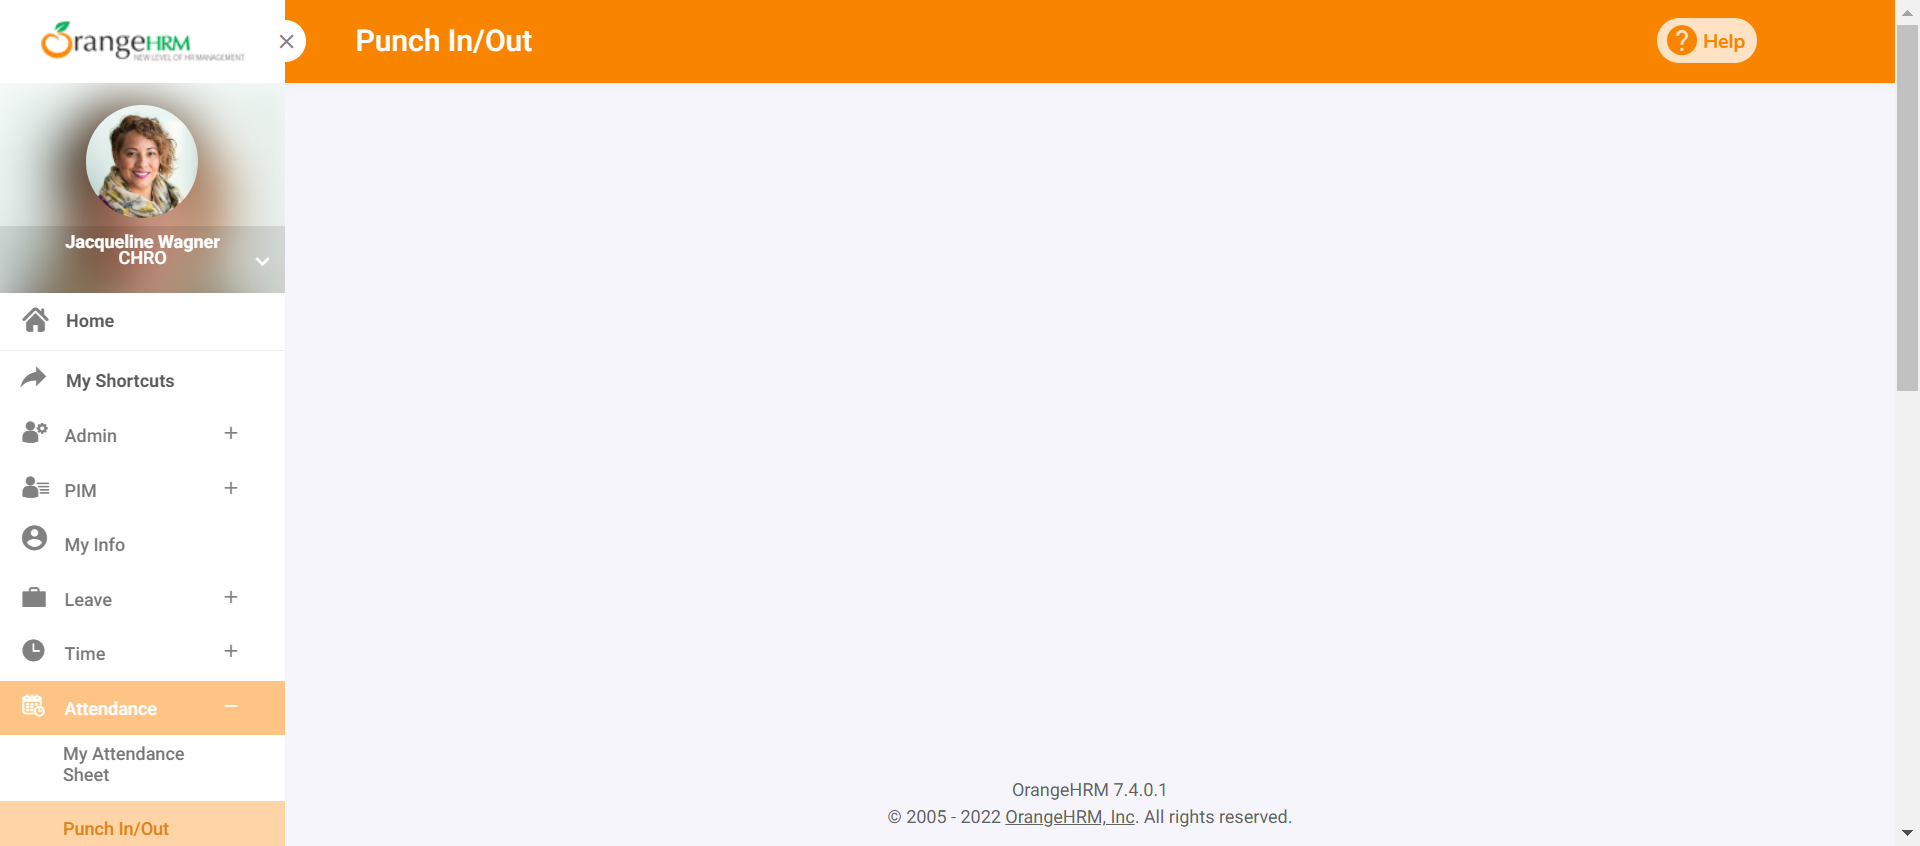 OrangeHRM
NEW LEVEL OF HR MANAGEMENT
Punch In/Out
? Help
Jacqueline Wagner
CHRO
Home
My Shortcuts
Admin
PIM
My Info
Leave
Time
Attendance
My Attendance
Sheet
Punch In/Out
OrangeHRM 7.4.0.1
© 2005 - 2022 OrangeHRM, Inc. All rights reserved.